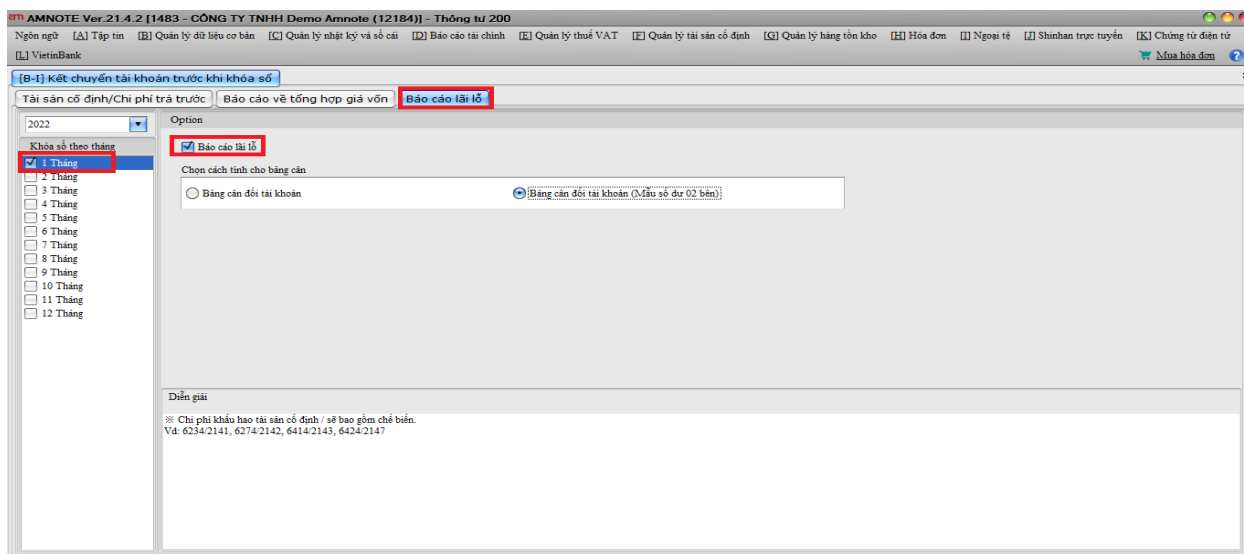 AMNOTE Ver.21.4.2 [1483 - CÔNG TY TNHH Demo Amnote (12184)] - Thông tư 200
Ngôn ngữ [A] Tập tin [B] Quản lý dữ liệu cơ bản [C] Quản lý nhật ký và sổ cái [D] Báo cáo tài chính [E] Quản lý thuế VAT [F] Quản lý tài sản cố định [G] Quản lý hàng tồn kho [H] Hóa đơn [I] Ngoại tệ [J] Shinhan trực tuyến [K] Chứng từ điện tử
[L] VietinBank Mua hóa đơn
[B-I] Kết chuyển tài khoản trước khi khóa sổ
Tài sản cố định/Chi phí trả trước Báo cáo về tổng hợp giá vốn Báo cáo lãi lỗ
2022 Option
Khóa sổ theo tháng Báo cáo lãi lỗ
1 Tháng
Chọn cách tính cho bảng cân
2 Tháng
3 Tháng
Bảng cân đối tài khoản Bảng cân đối tài khoản (Mẫu số dư 02 bên)
4 Tháng
5 Tháng
6 Tháng
7 Tháng
8 Tháng
9 Tháng
10 Tháng
11 Tháng
12 Tháng
Diễn giải
※ Chi phí khấu hao tài sản cố định / sẽ bao gồm chế biến.
Vd: 6234/2141, 6274/2142, 6414/2143, 6424/2147